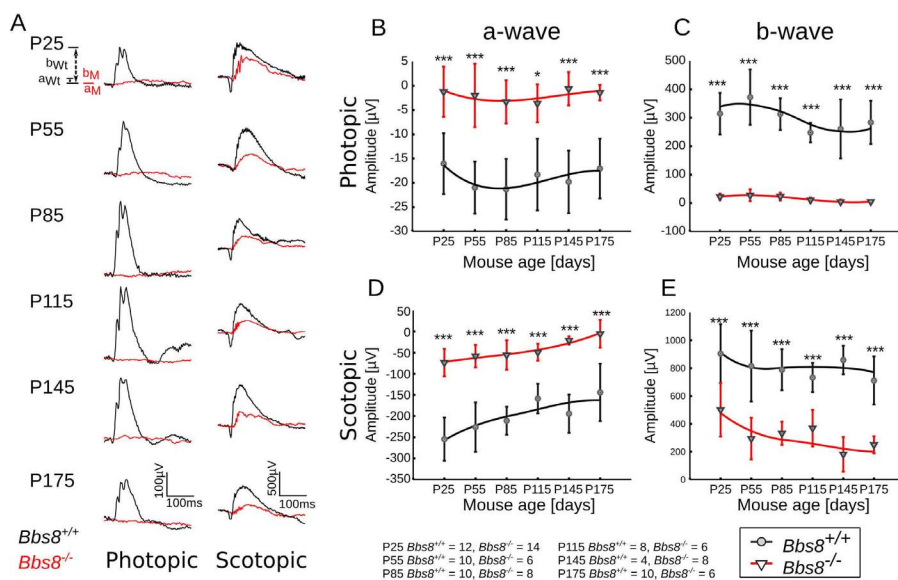 A
P25
bWt
aWt
bM
aM
P55
P85
P115
P145
P175
100μV
100ms
500μV
100ms
Bbs8+/+
Bbs8-/-
Photopic
Scotopic
a-wave
b-wave
Photopic
Scotopic
B
Amplitude [μV]
5
0
-5
-10
-15
-20
-25
-30
*** *** *** * *** ***
P25 P55 P85 P115 P145 P175
Mouse age [days]
C
Amplitude [μV]
500
400
300
200
100
0
-100
*** *** *** *** *** ***
P25 P55 P85 P115 P145 P175
Mouse age [days]
D
Amplitude [μV]
50
0
-50
-100
-150
-200
-250
-300
-350
*** *** *** *** *** ***
P25 P55 P85 P115 P145 P175
Mouse age [days]
E
Amplitude [μV]
1200
1000
800
600
400
200
0
*** *** *** *** *** ***
P25 P55 P85 P115 P145 P175
Mouse age [days]
P25 Bbs8+/+ = 12, Bbs8-/- = 14
P55 Bbs8+/+ = 10, Bbs8-/- = 6
P85 Bbs8+/+ = 10, Bbs8-/- = 8
P115 Bbs8+/+ = 8, Bbs8-/- = 6
P145 Bbs8+/+ = 4, Bbs8-/- = 8
P175 Bbs8+/+ = 10, Bbs8-/- = 6
Bbs8+/+
Bbs8-/-